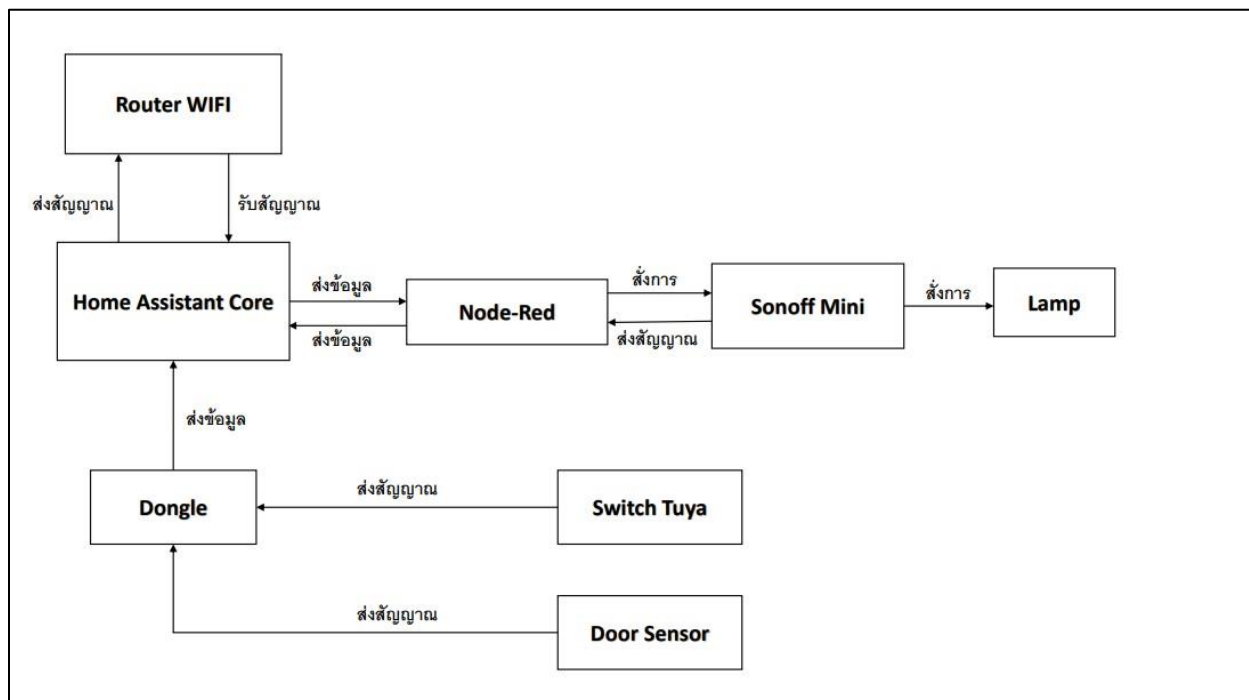 Router WIFI
ส่งสัญญาณ
รับสัญญาณ
Home Assistant Core
ส่งข้อมูล
ส่งข้อมูล
Node-Red
สั่งการ
ส่งสัญญาณ
Sonoff Mini
สั่งการ
Lamp
ส่งข้อมูล
Dongle
ส่งสัญญาณ
Switch Tuya
ส่งสัญญาณ
Door Sensor